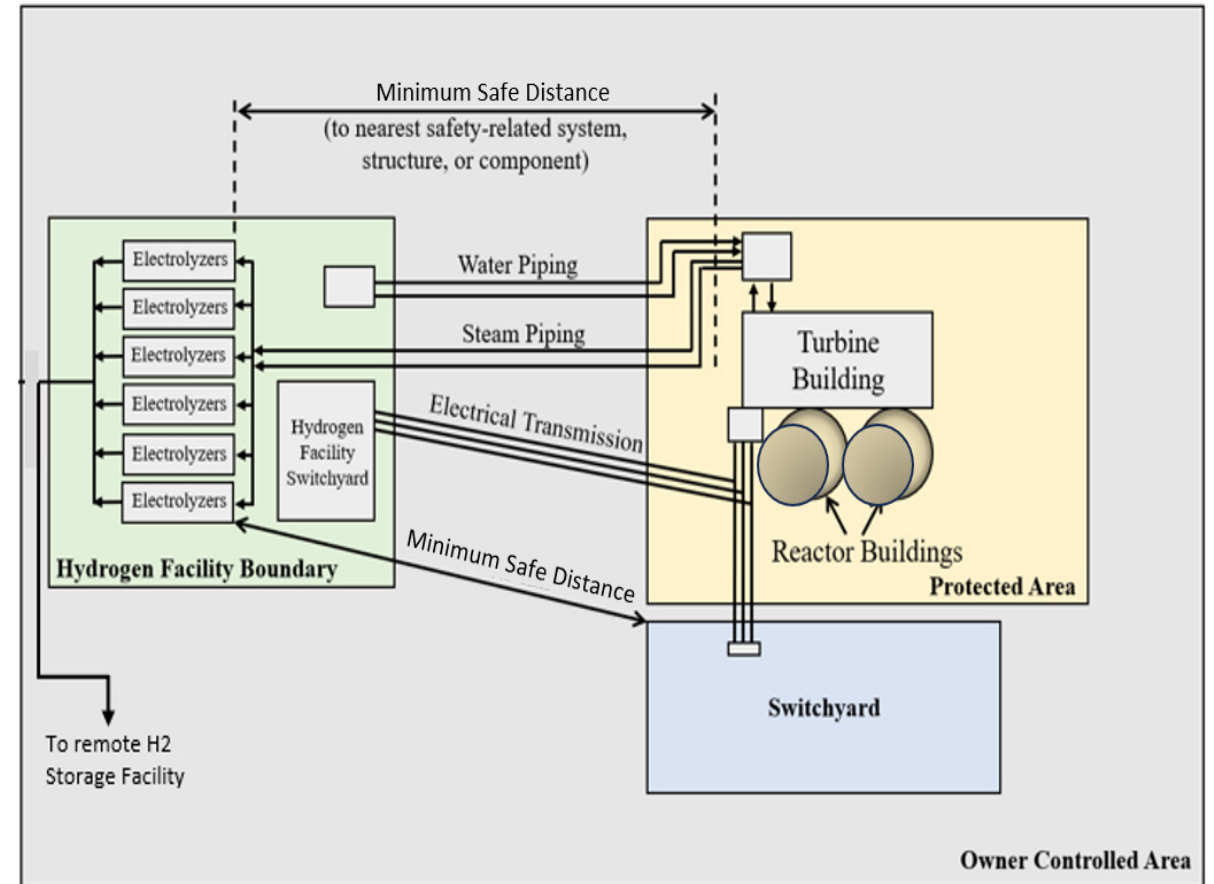 Minimum Safe Distance
(to nearest safety-related system,
structure, or component)
Electrolyzers
Electrolyzers
Electrolyzers
Electrolyzers
Electrolyzers
Electrolyzers
Hydrogen
Facility
Switchyard
Hydrogen Facility Boundary
Water Piping
Steam Piping
Electrical Transmission
Minimum Safe Distance
Turbine
Building
Reactor Buildings
Protected Area
Switchyard
To remote H2
Storage Facility
Owner Controlled Area